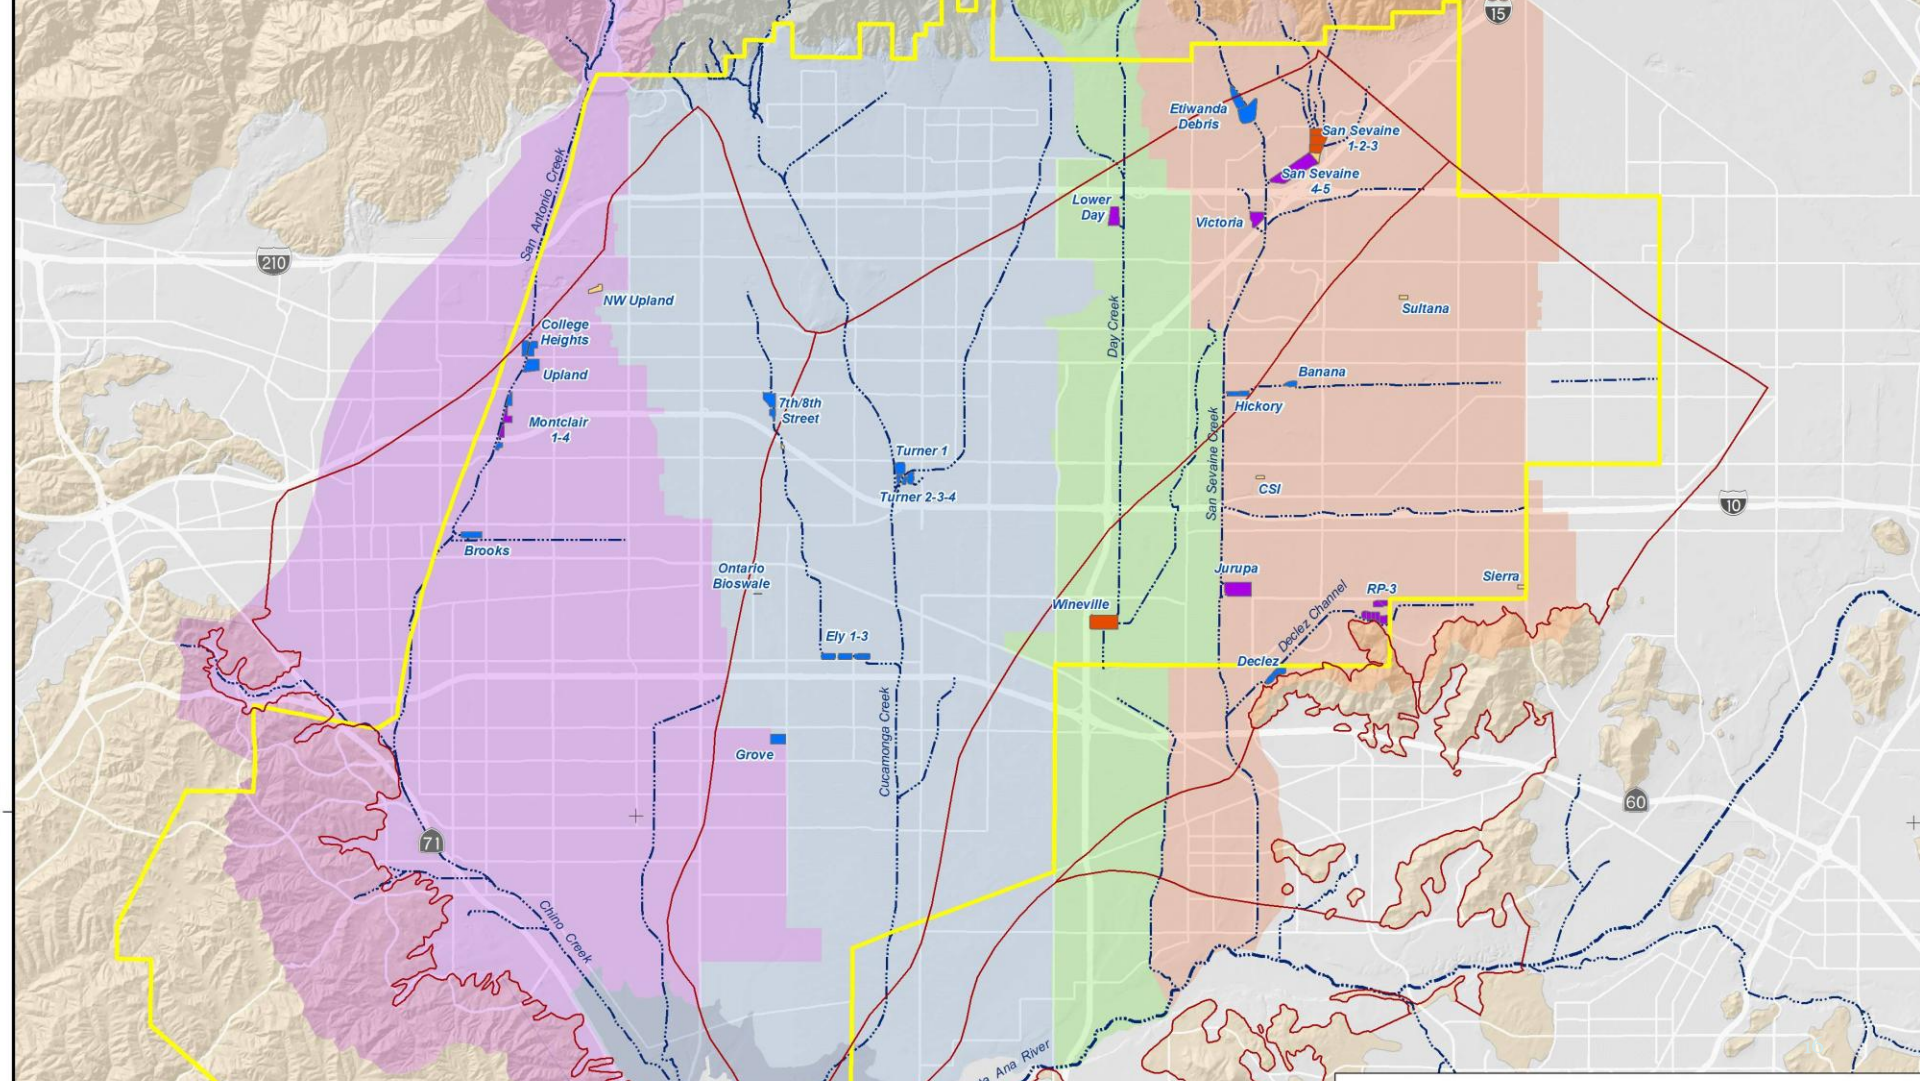 15
Etiwanda
Debris
San Sevaine
1-2-3
San Sevaine
4-5
San Antonio Creek
Lower
Day
Victoria
210
NW Upland
Sultana
College
Heights
Upland
Day Creek
Banana
Hickory
7th/8th
Street
Montclair
1-4
Turner 1
Turner 2-3-4
San Sevaine Creek
CSI
10
Brooks
Ontario
Bioswale
Jurupa
Sierra
RP-3
Wineville
Declez Channel
Ely 1-3
Declez
Cucamonga Creek
Grove
60
71
Chino Creek
Ana River